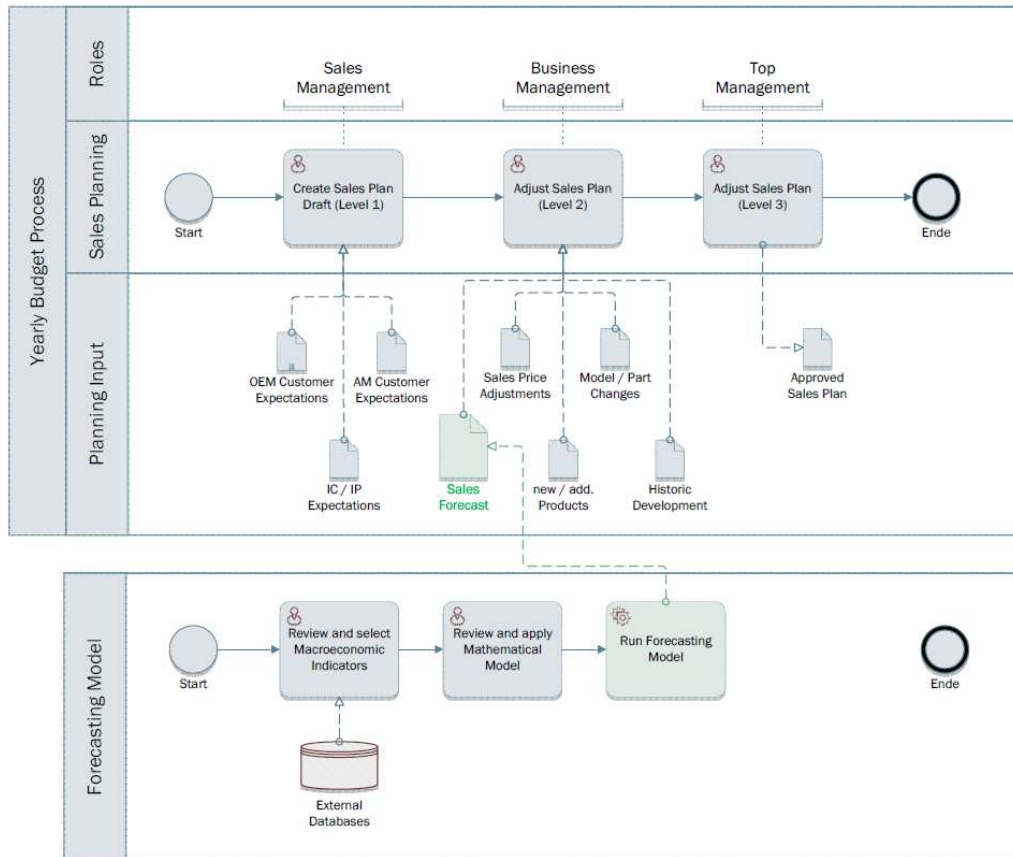 Yearly Budget Process
Roles
Sales
Management
Business
Management
Top
Management
Sales Planning
Start
Create Sales Plan
Draft (Level 1)
Adjust Sales Plan
(Level 2)
Adjust Sales Plan
(Level 3)
Ende
Planning Input
OEM Customer
Expectations
AM Customer
Expectations
Sales Price
Adjustments
Model / Part
Changes
Approved
Sales Plan
IC / IP
Expectations
Sales
Forecast
new / add.
Products
Historic
Development
Forecasting Model
Start
Review and select
Macroeconomic
Indicators
Review and apply
Mathematical
Model
Run Forecasting
Model
Ende
External
Databases